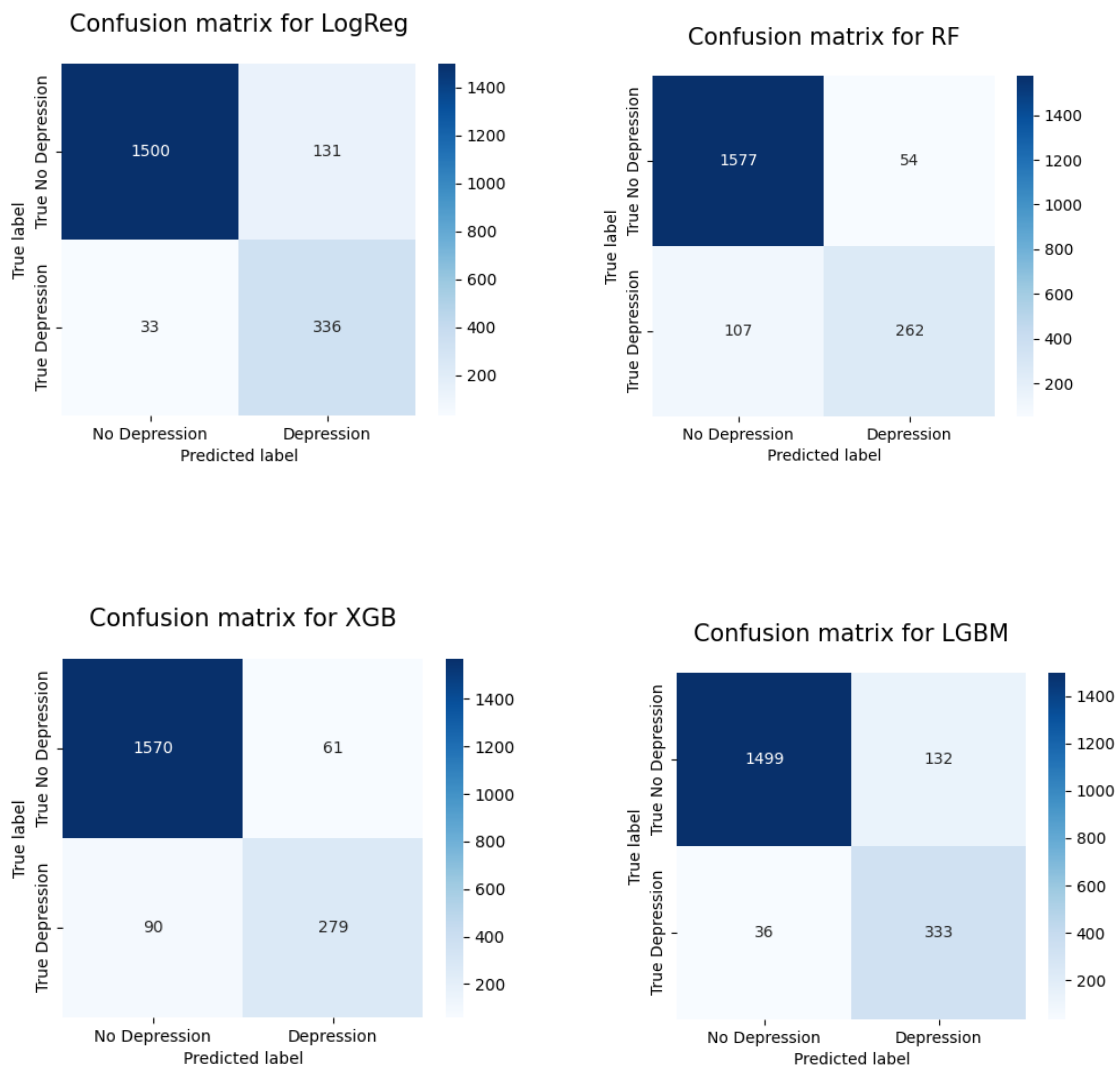 Confusion matrix for LogReg
True label
True No Depression
True Depression
1500
131
33
336
1400
1200
1000
800
600
400
200
No Depression
Depression
Predicted label
Confusion matrix for RF
True label
True No Depression
True Depression
1577
54
107
262
1400
1200
1000
800
600
400
200
No Depression
Depression
Predicted label
Confusion matrix for XGB
True label
True No Depression
True Depression
1570
61
90
279
1400
1200
1000
800
600
400
200
No Depression
Depression
Predicted label
Confusion matrix for LGBM
True label
True No Depression
True Depression
1499
132
36
333
1400
1200
1000
800
600
400
200
No Depression
Depression
Predicted label